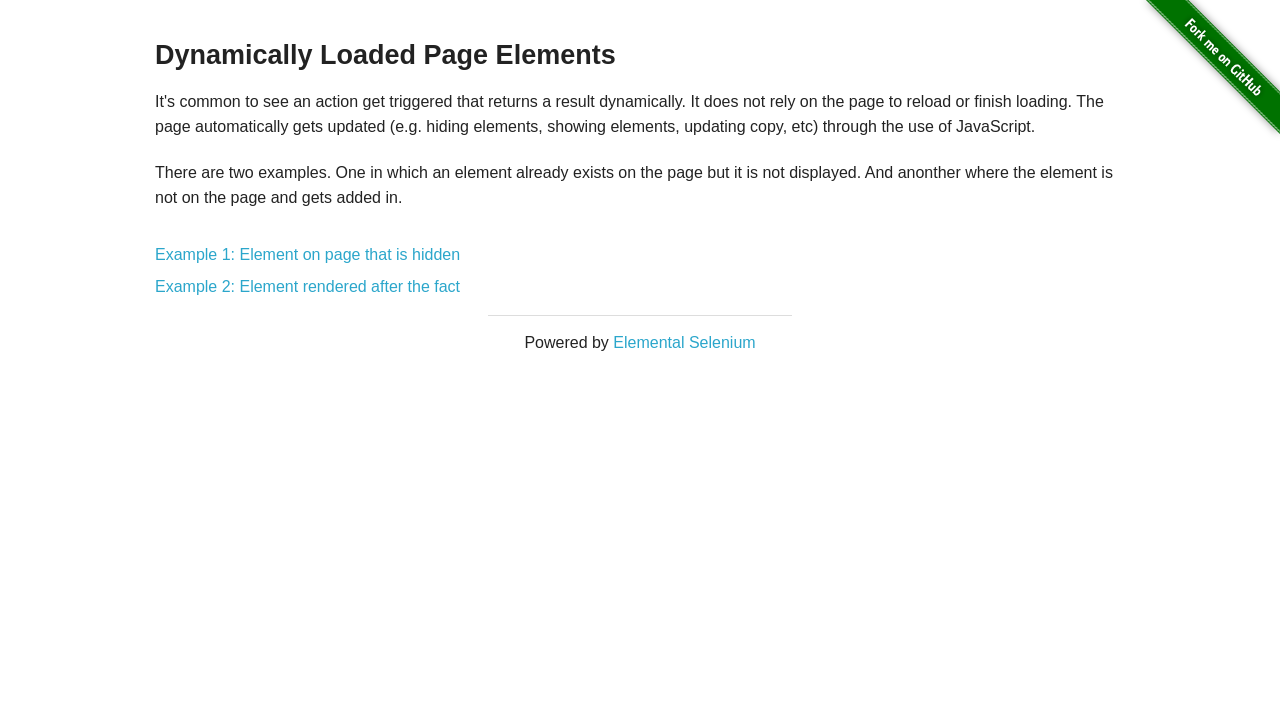 Dynamically Loaded Page Elements
Fork me on GitHub
It's common to see an action get triggered that returns a result dynamically. It does not rely on the page to reload or finish loading. The
page automatically gets updated (e.g. hiding elements, showing elements, updating copy, etc) through the use of JavaScript.
There are two examples. One in which an element already exists on the page but it is not displayed. And anonther where the element is
not on the page and gets added in.
Example 1: Element on page that is hidden
Example 2: Element rendered after the fact
Powered by Elemental Selenium